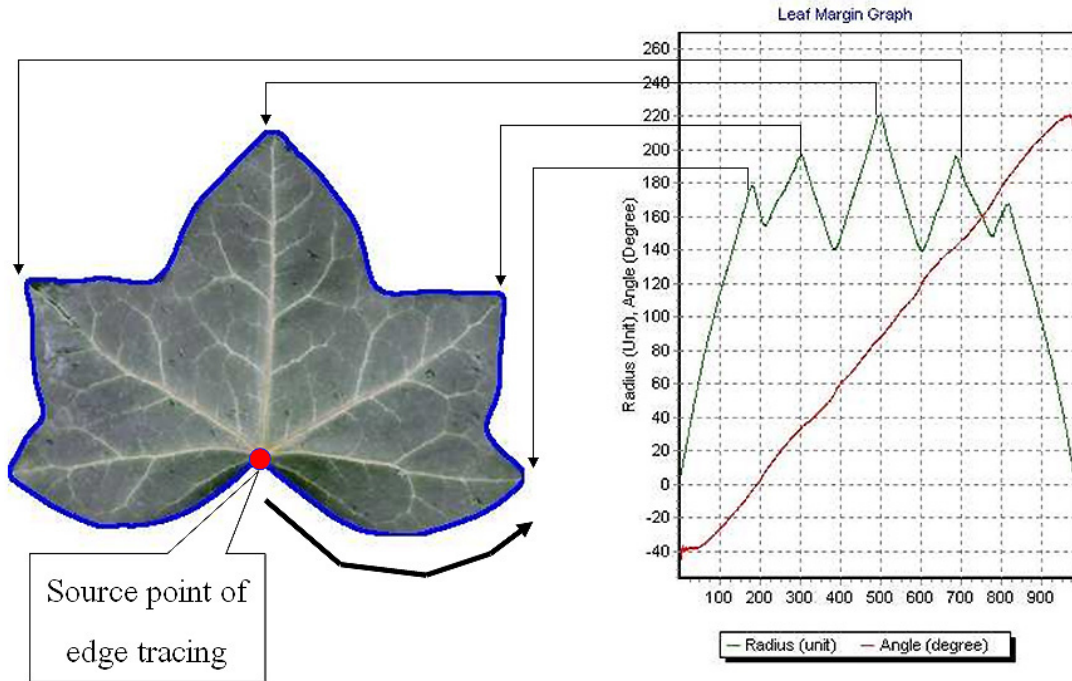 Leaf Margin Graph
260
240
220
200
180
160
140
120
100
80
60
40
20
0
-20
-40
Radius (Unit), Angle (Degree)
100 200 300 400 500 600 700 800 900
Radius (unit) Angle (degree)
Source point of
edge tracing